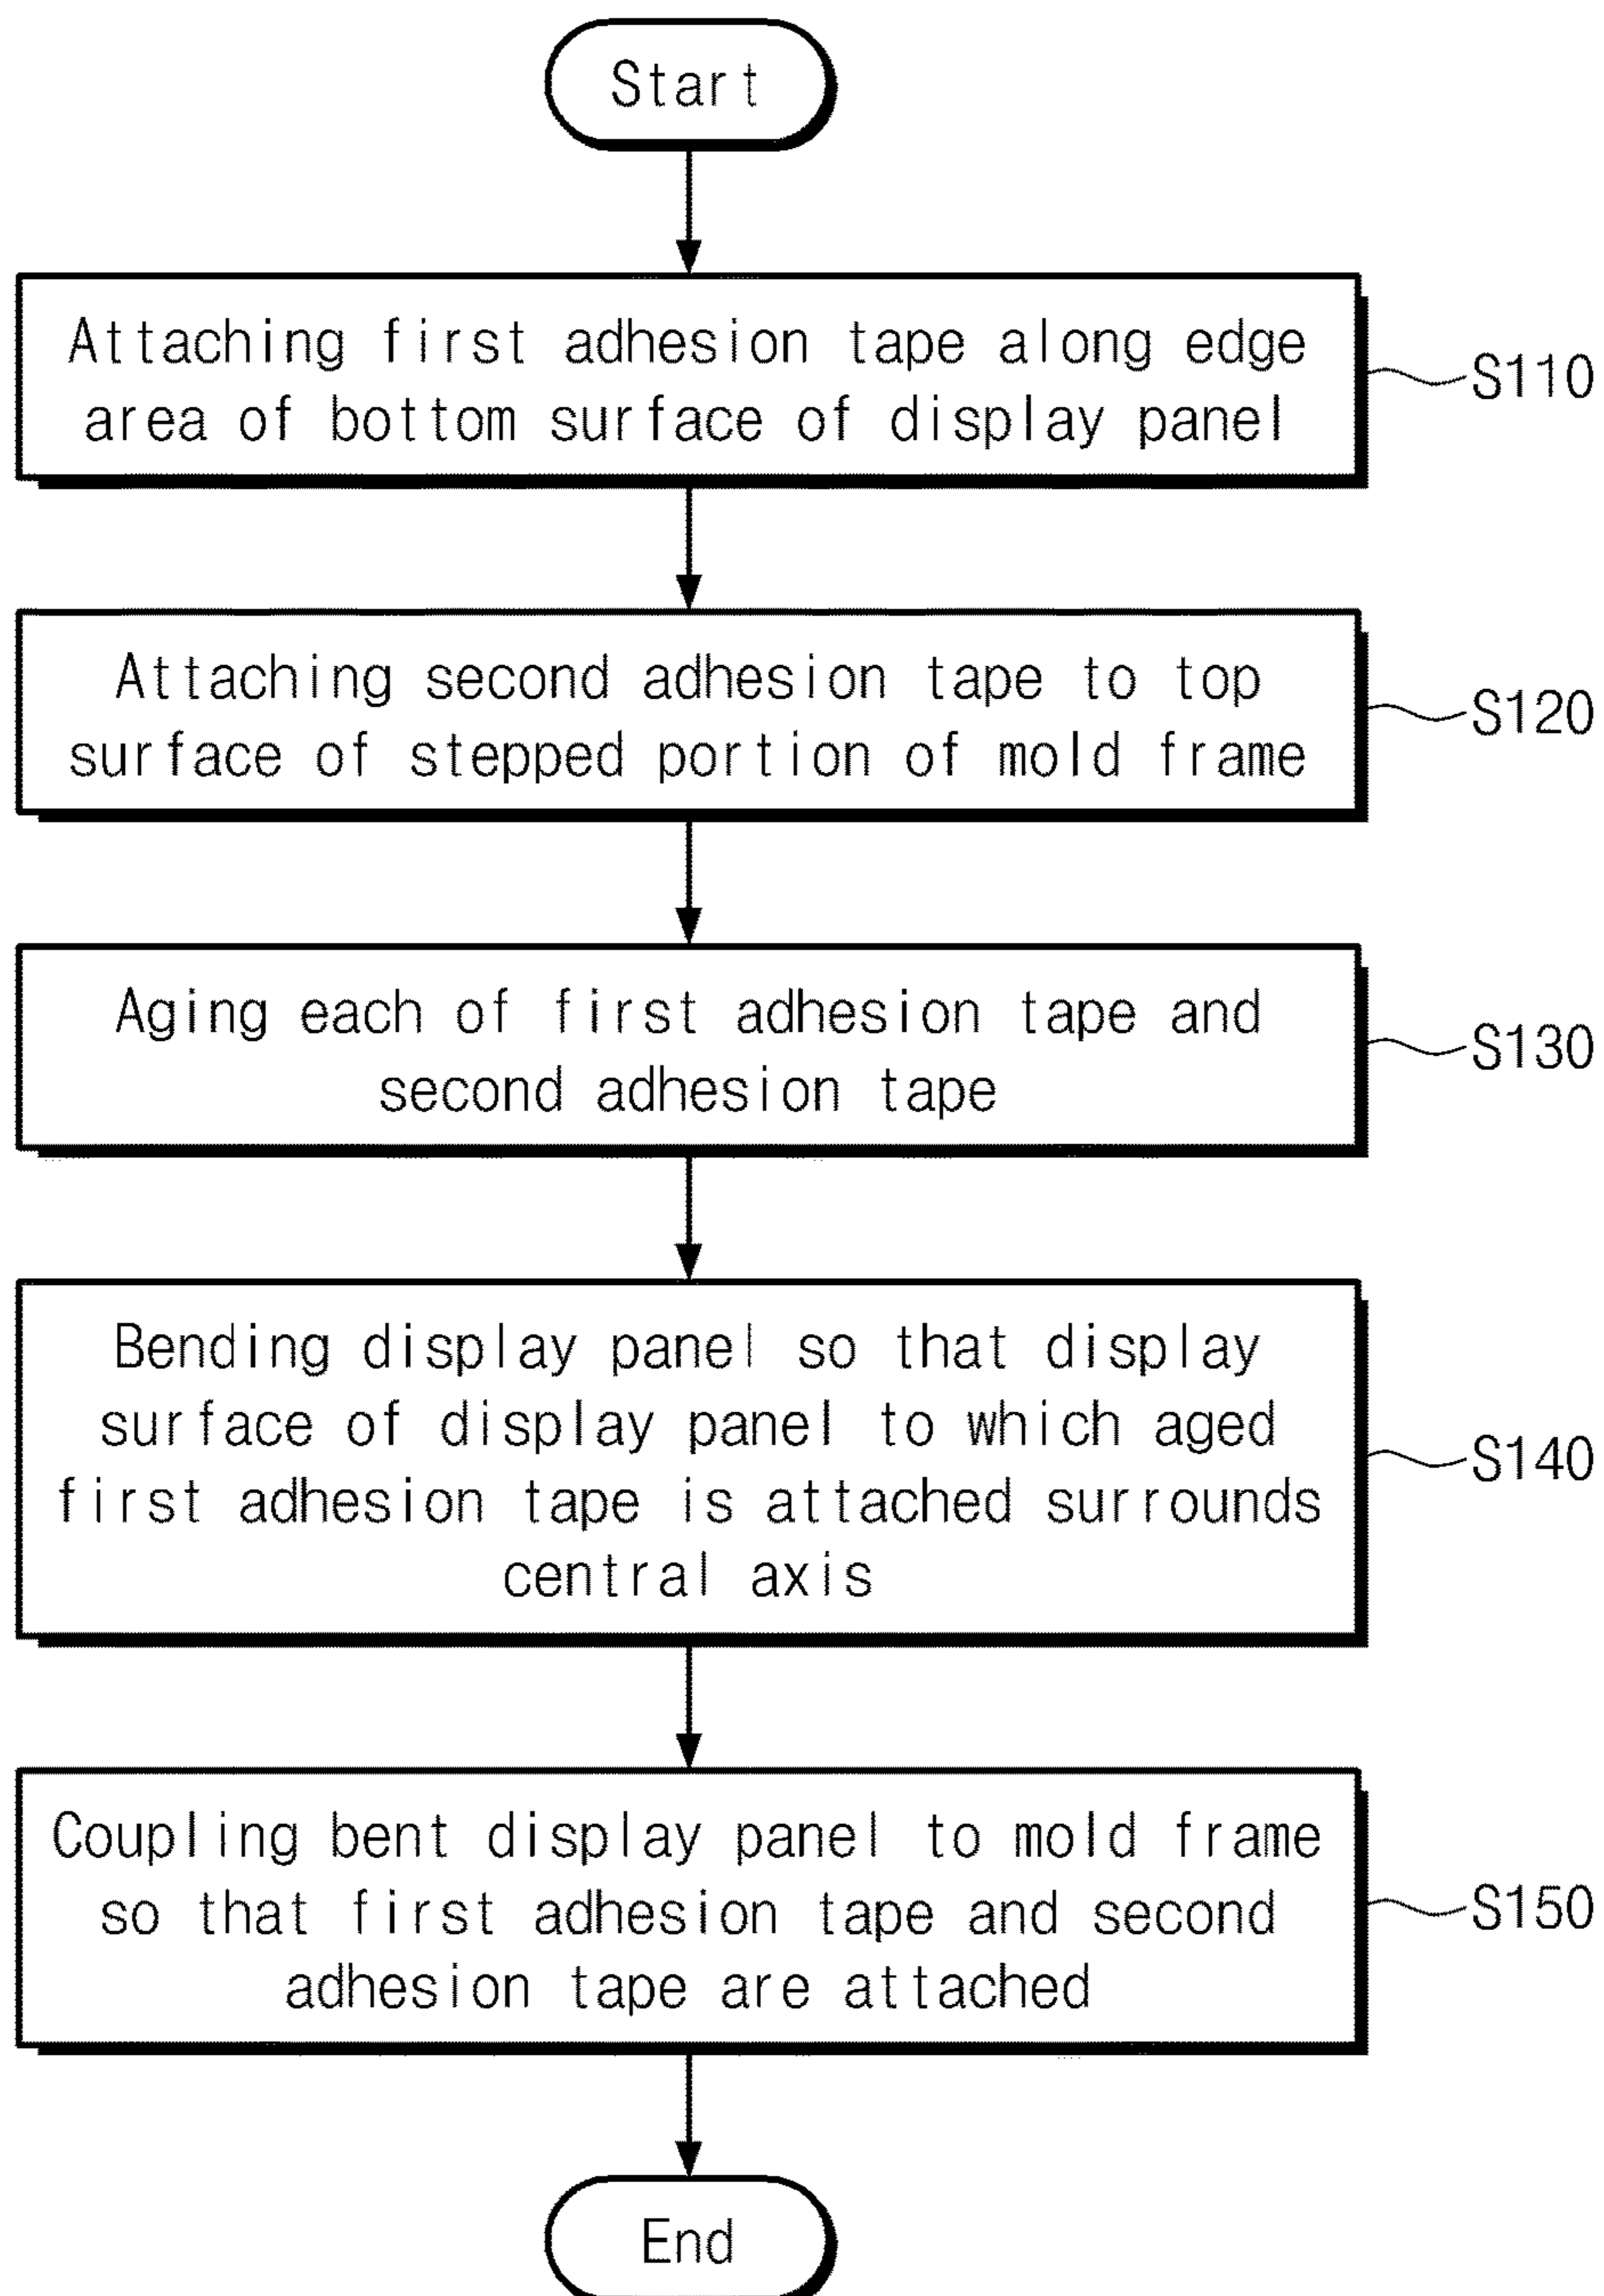 Start
Attaching first adhesion tape along edge
area of bottom surface of display panel
S110
Attaching second adhesion tape to top
surface of stepped portion of mold frame
S120
Aging each of first adhesion tape and
second adhesion tape
S130
Bending display panel so that display
surface of display panel to which aged
first adhesion tape is attached surrounds
central axis
S140
Coupling bent display panel to mold frame
so that first adhesion tape and second
adhesion tape are attached
S150
End